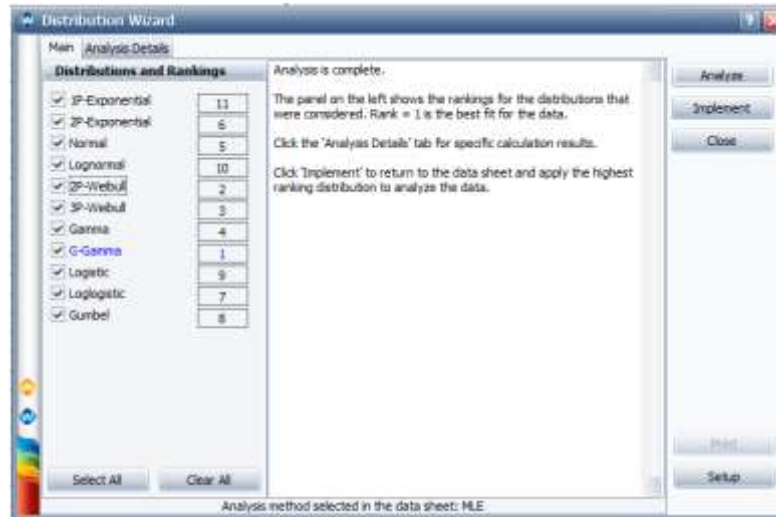 Distribution Wizard
Main Analysis Details
Distributions and Rankings
1P-Exponential 11
2P-Exponential 6
Normal 5
Lognormal 10
2P-Weibull 2
3P-Weibull 3
Gamma 4
G-Gamma 1
Logistic 9
Loglogistic 7
Gumbel 8
Select All Clear All
Analysis is complete.
The panel on the left shows the rankings for the distributions that
were considered. Rank = 1 is the best fit for the data.
Click the 'Analysis Details' tab for specific calculation results.
Click 'Implement' to return to the data sheet and apply the highest
ranking distribution to analyze the data.
Analyze
Implement
Close
Print
Setup
Analysis method selected in the data sheet: MLE